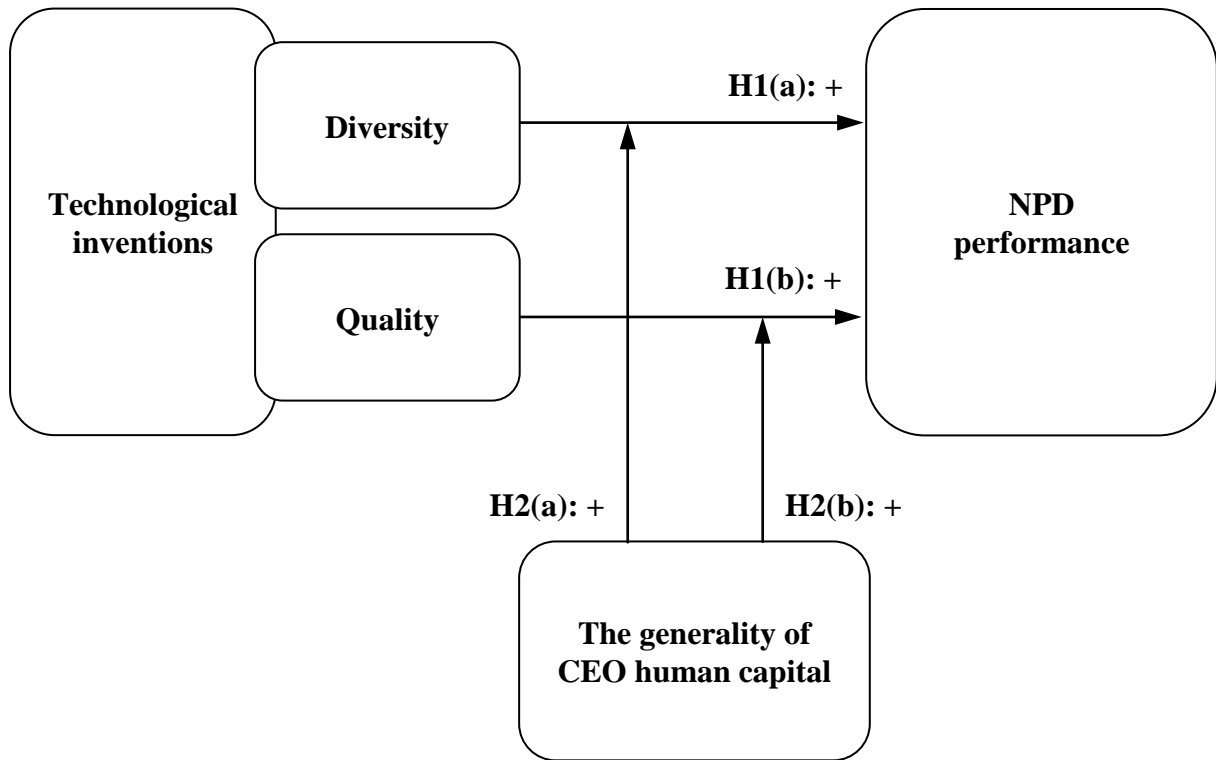 Technological
inventions
Diversity
Quality
H1(a): +
H1(b): +
NPD
performance
H2(a): +
H2(b): +
The generality of
CEO human capital